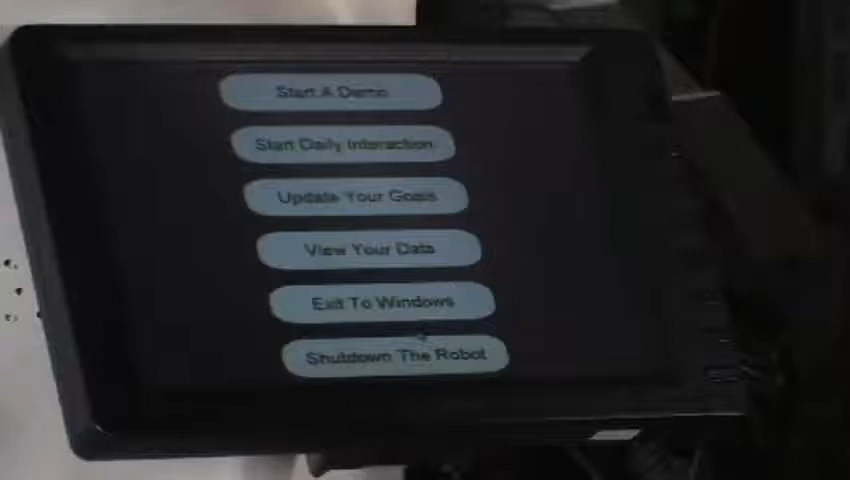 Start A Demo
Start Daily Interaction
Update Your Goals
View Your Data
Exit To Windows
Shutdown The Robot